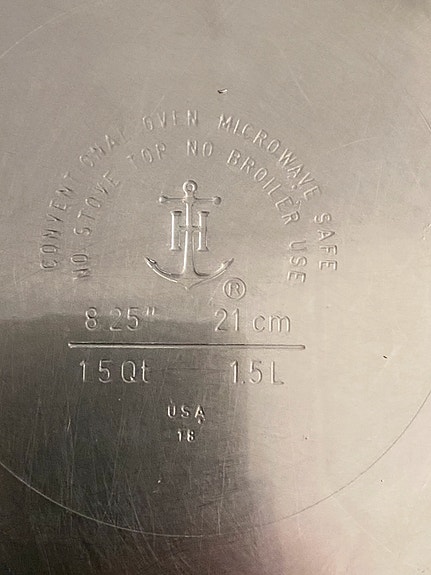 CONVENTIONAL OVEN MICROWAVE SAFE
NO STOVE TOP NO BROILER USE
H
®
8.25" 21 cm
1.5 Qt 1.5 L
USA
18